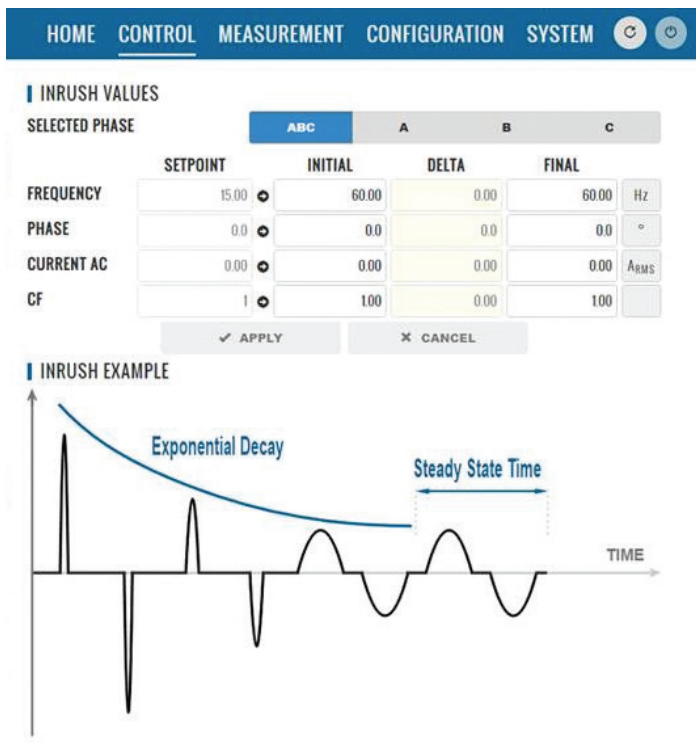 HOME CONTROL MEASUREMENT CONFIGURATION SYSTEM
INRUSH VALUES
SELECTED PHASE ABC A B C
SETPOINT INITIAL DELTA FINAL
FREQUENCY 15.00 60.00 0.00 60.00 Hz
PHASE 0.0 0.0 0.0 0.0 °
CURRENT AC 0.00 0.00 0.00 0.00 ARMS
CF 1 1.00 0.00 1.00
✔ APPLY ✖ CANCEL
INRUSH EXAMPLE
Exponential Decay
Steady State Time
TIME